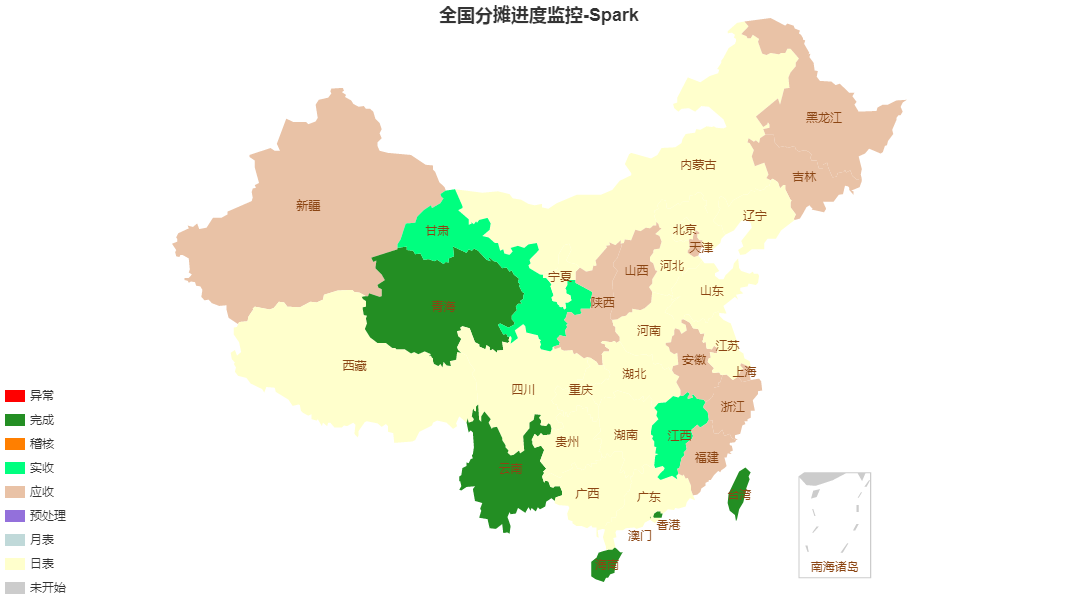 全国分摊进度监控-Spark
黑龙江
内蒙古
吉林
新疆
辽宁
甘肃
北京
天津
宁夏
山西
河北
山东
青海
陕西
河南
江苏
西藏
安徽
上海
湖北
四川
重庆
浙江
湖南
江西
贵州
福建
云南
广西
广东
台湾
香港
澳门
海南
南海诸岛
异常
完成
稽核
实收
应收
预处理
月表
日表
未开始